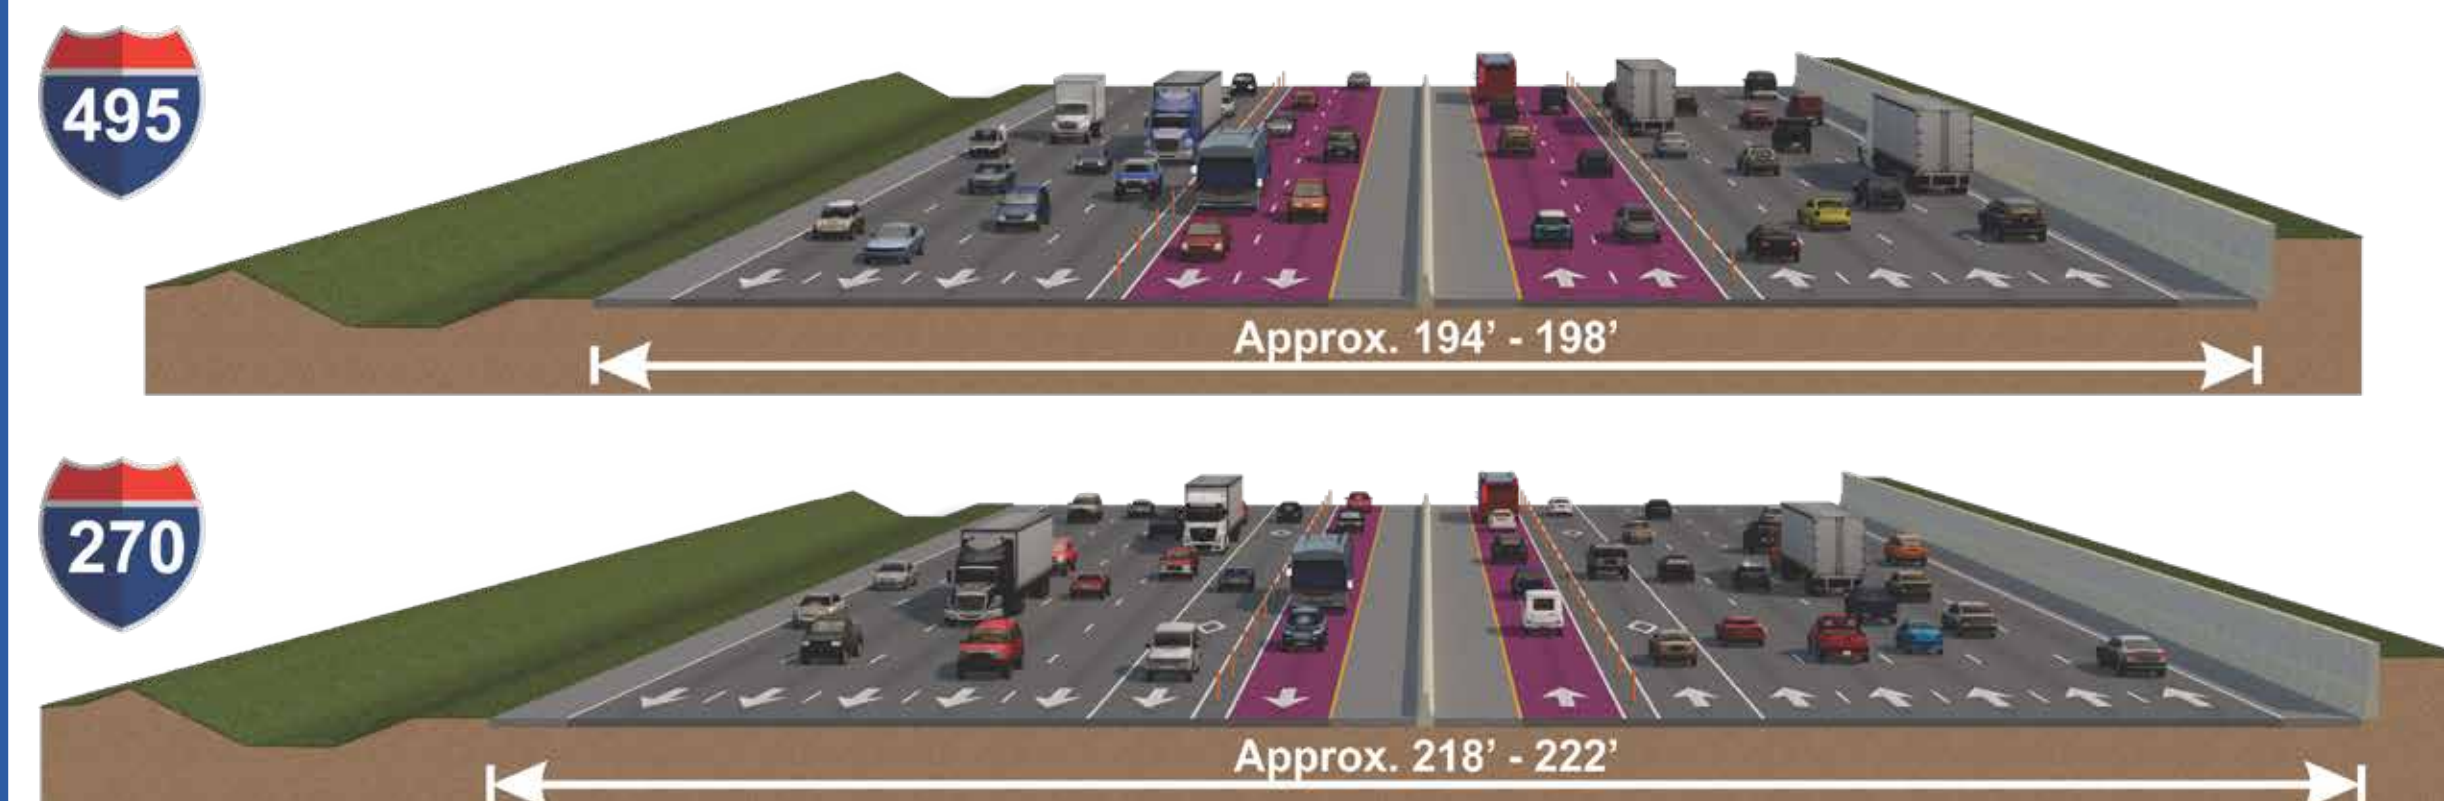 495
Approx. 194’ - 198’
270
Approx. 218’ - 222’